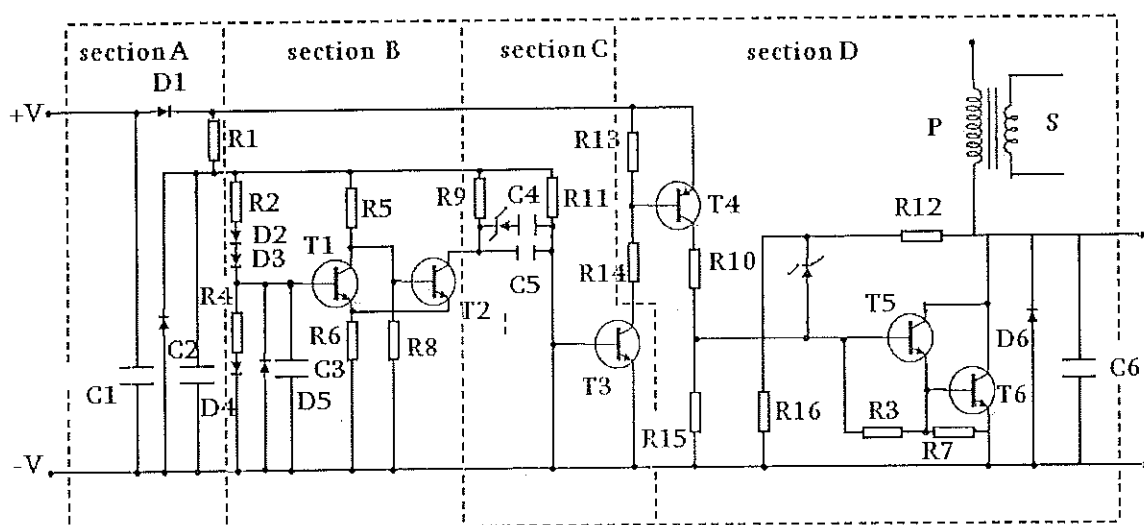 section A
section B
section C
section D
D1
+V
R1
P
S
R13
R2
R5
R9
C4
R11
T4
R12
D2
D3
T1
R14
R10
C5
R4
T2
T5
R6
R8
C2
C3
T3
D6
C6
C1
D4
D5
R15
R16
R3
T6
R7
-V